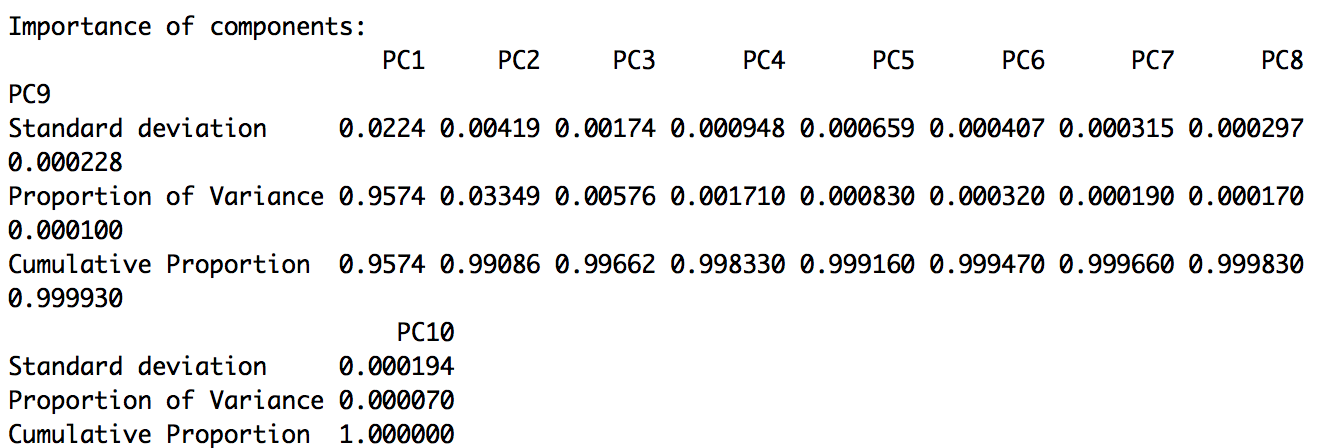 Importance of components:
PC1 PC2 PC3 PC4 PC5 PC6 PC7 PC8
PC9
Standard deviation 0.0224 0.00419 0.00174 0.000948 0.000659 0.000407 0.000315 0.000297
0.000228
Proportion of Variance 0.9574 0.03349 0.00576 0.001710 0.000830 0.000320 0.000190 0.000170
0.000100
Cumulative Proportion 0.9574 0.99086 0.99662 0.998330 0.999160 0.999470 0.999660 0.999830
0.999930
PC10
Standard deviation 0.000194
Proportion of Variance 0.000070
Cumulative Proportion 1.000000